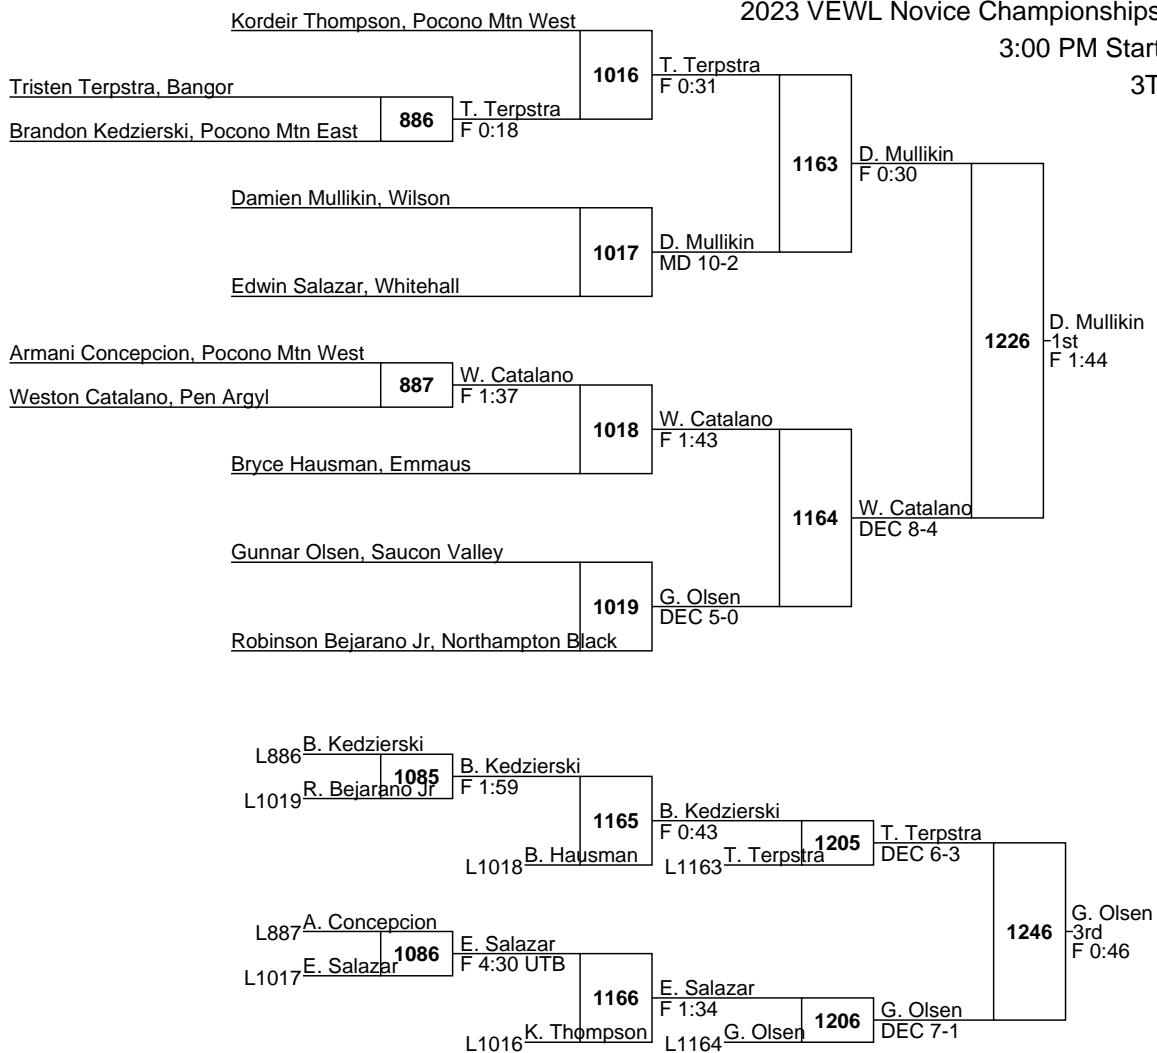 2023 VEWL Novice Championships
3:00 PM Start
3T
Kordeir Thompson, Pocono Mtn West
1016
T. Terpstra
F 0:31
Tristen Terpstra, Bangor
886
T. Terpstra
F 0:18
Brandon Kedzierski, Pocono Mtn East
1163
D. Mullikin
F 0:30
Damien Mullikin, Wilson
1017
D. Mullikin
MD 10-2
Edwin Salazar, Whitehall
1226
D. Mullikin
1st
F 1:44
Armani Concepcion, Pocono Mtn West
887
W. Catalano
F 1:37
Weston Catalano, Pen Argyl
1018
W. Catalano
F 1:43
Bryce Hausman, Emmaus
1164
W. Catalano
DEC 8-4
Gunnar Olsen, Saucon Valley
1019
G. Olsen
DEC 5-0
Robinson Bejarano Jr, Northampton Black
L886
B. Kedzierski
1085
B. Kedzierski
F 1:59
L1019
R. Bejarano Jr
1165
B. Kedzierski
F 0:43
L1018
B. Hausman
L1163
T. Terpstra
1205
T. Terpstra
DEC 6-3
L887
A. Concepcion
1086
E. Salazar
F 4:30 UTB
L1017
E. Salazar
1246
G. Olsen
3rd
F 0:46
1166
E. Salazar
F 1:34
L1016
K. Thompson
L1164
G. Olsen
1206
G. Olsen
DEC 7-1